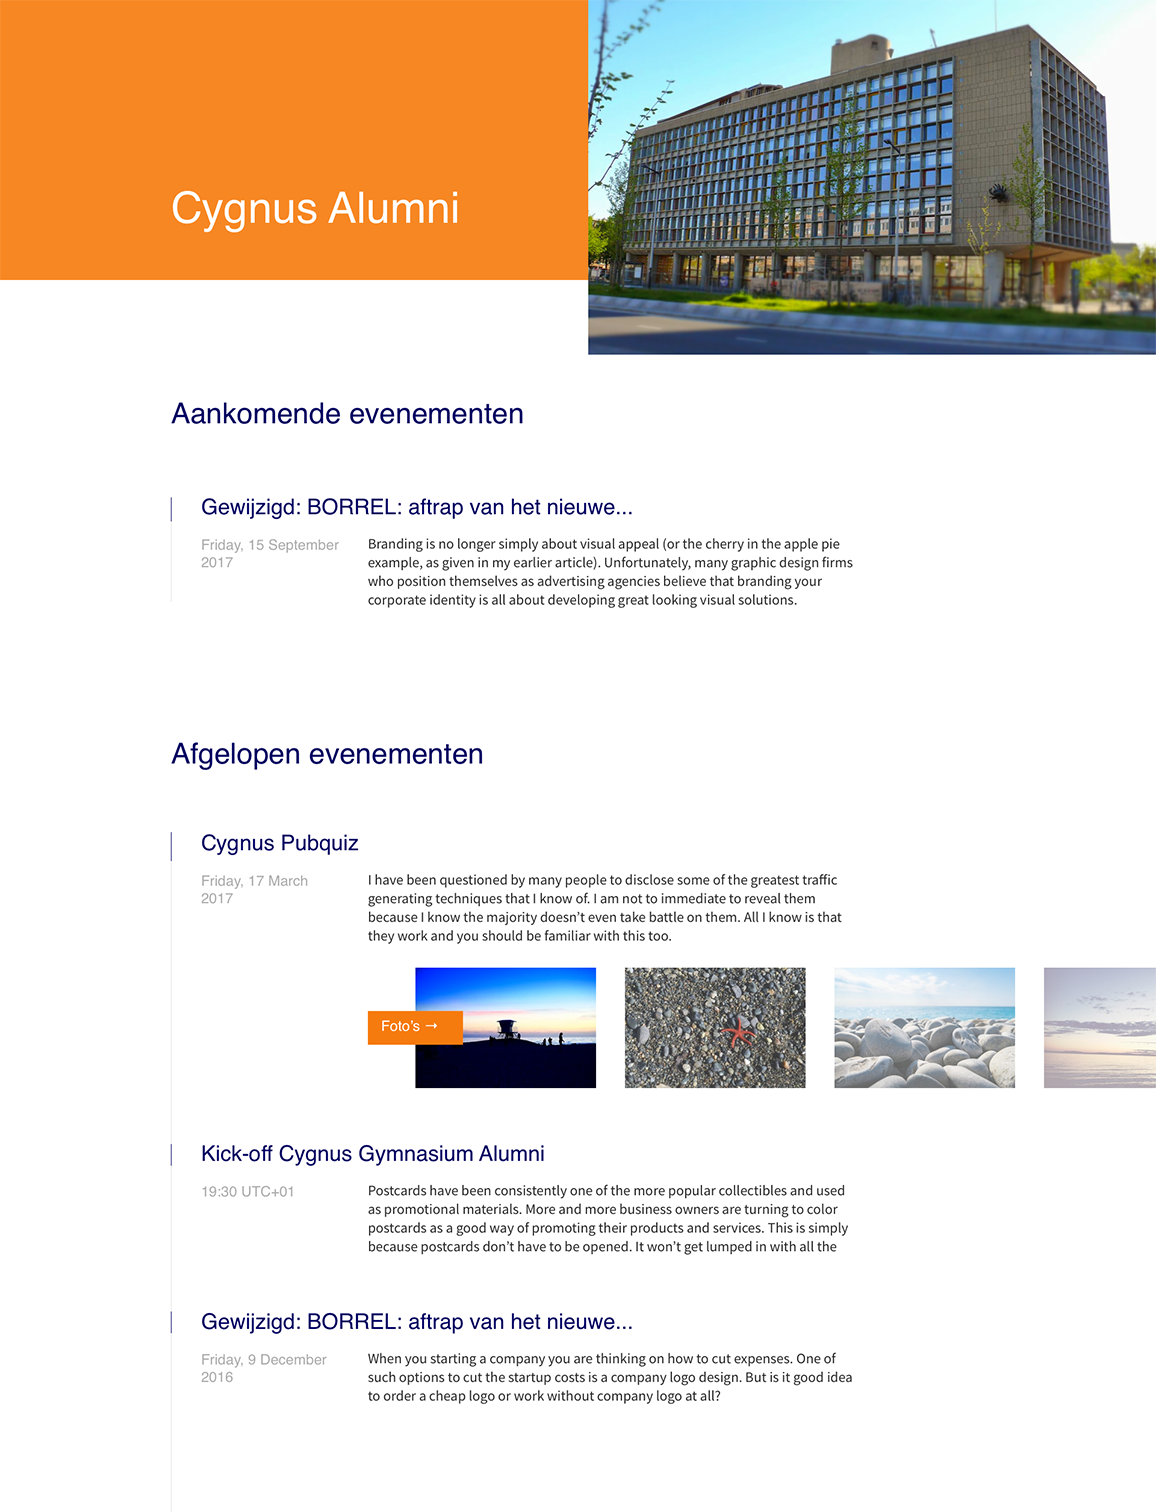 Cygnus Alumni
Aankomende evenementen
Gewijzigd: BORREL: aftrap van het nieuwe...
Friday, 15 September
2017
Branding is no longer simply about visual appeal (or the cherry in the apple pie
example, as given in my earlier article). Unfortunately, many graphic design firms
who position themselves as advertising agencies believe that branding your
corporate identity is all about developing great looking visual solutions.
Afgelopen evenementen
Cygnus Pubquiz
Friday, 17 March
2017
I have been questioned by many people to disclose some of the greatest traffic
generating techniques that I know of. I am not to immediate to reveal them
because I know the majority doesn’t even take battle on them. All I know is that
they work and you should be familiar with this too.
Foto’s →
Kick-off Cygnus Gymnasium Alumni
19:30 UTC+01
Postcards have been consistently one of the more popular collectibles and used
as promotional materials. More and more business owners are turning to color
postcards as a good way of promoting their products and services. This is simply
because postcards don’t have to be opened. It won’t get lumped in with all the
Gewijzigd: BORREL: aftrap van het nieuwe...
Friday, 9 December
2016
When you starting a company you are thinking on how to cut expenses. One of
such options to cut the startup costs is a company logo design. But is it good idea
to order a cheap logo or work without company logo at all?